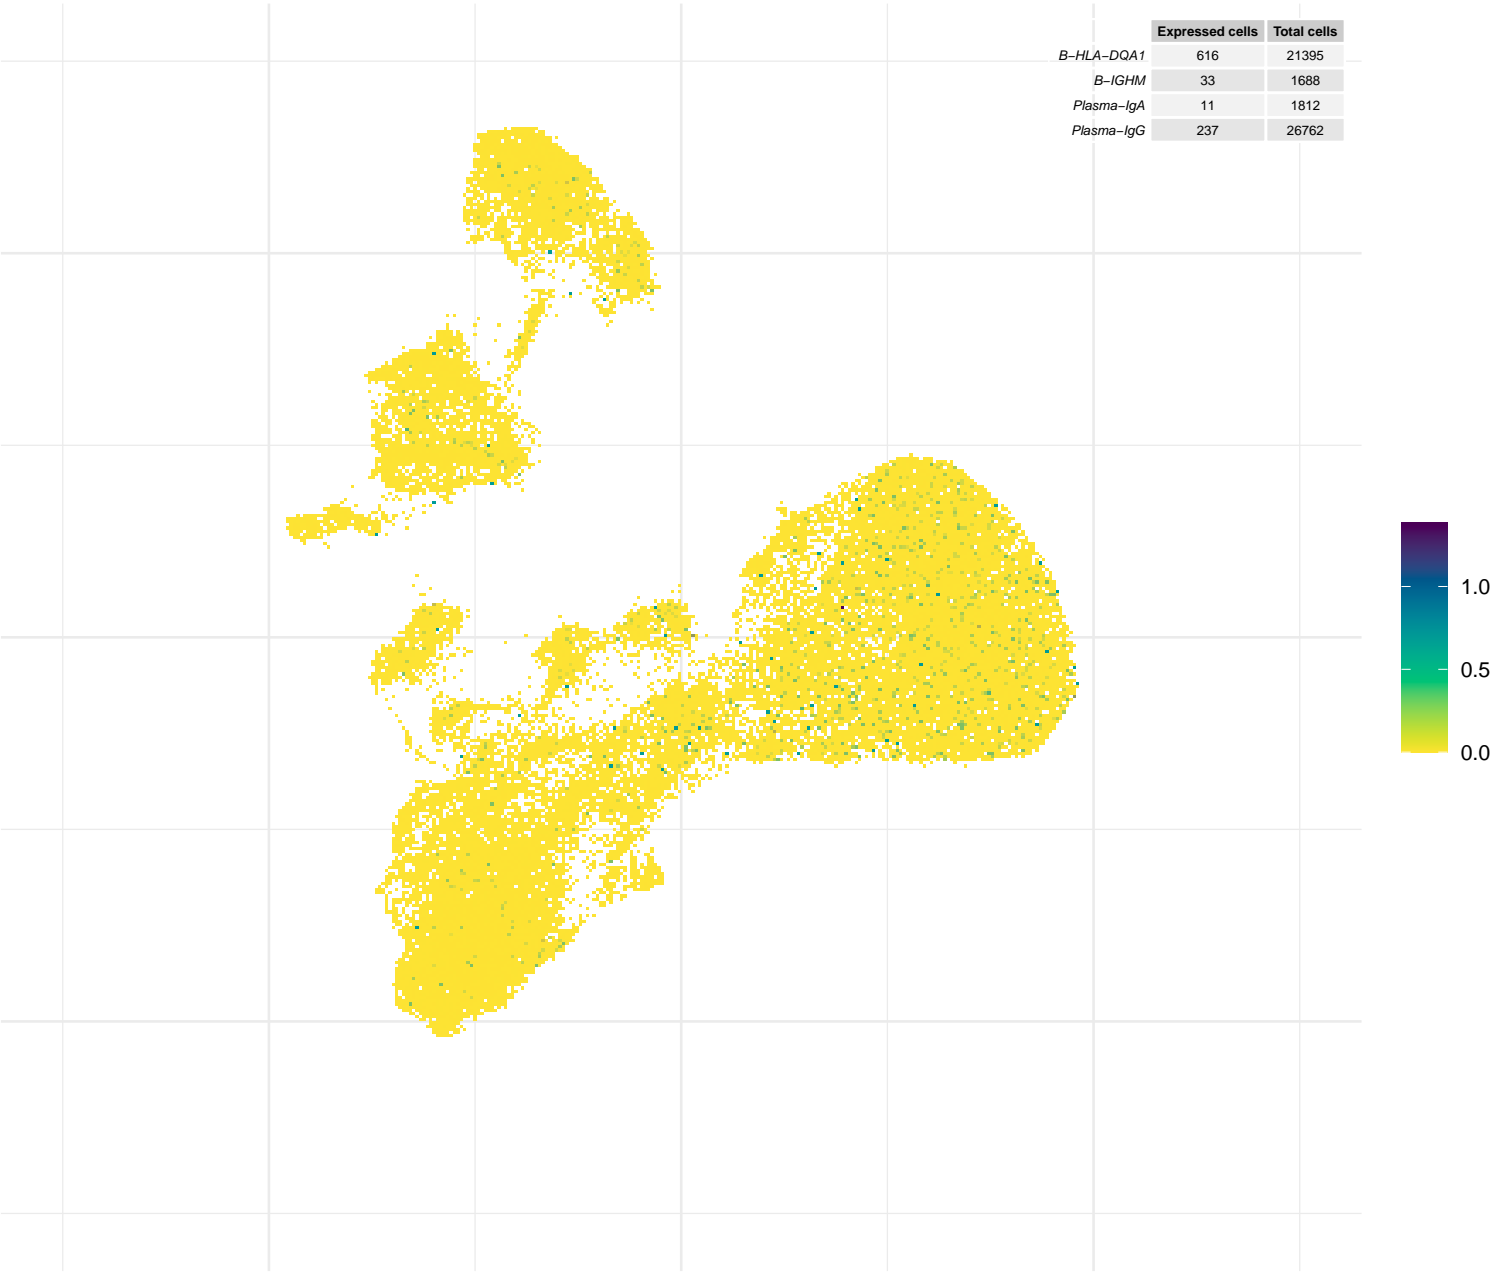 Expressed cells Total cells
B−HLA−DQA1 616 21395
B−IGHM 33 1688
Plasma−IgA 11 1812
Plasma−IgG 237 26762
1.0
0.5
0.0